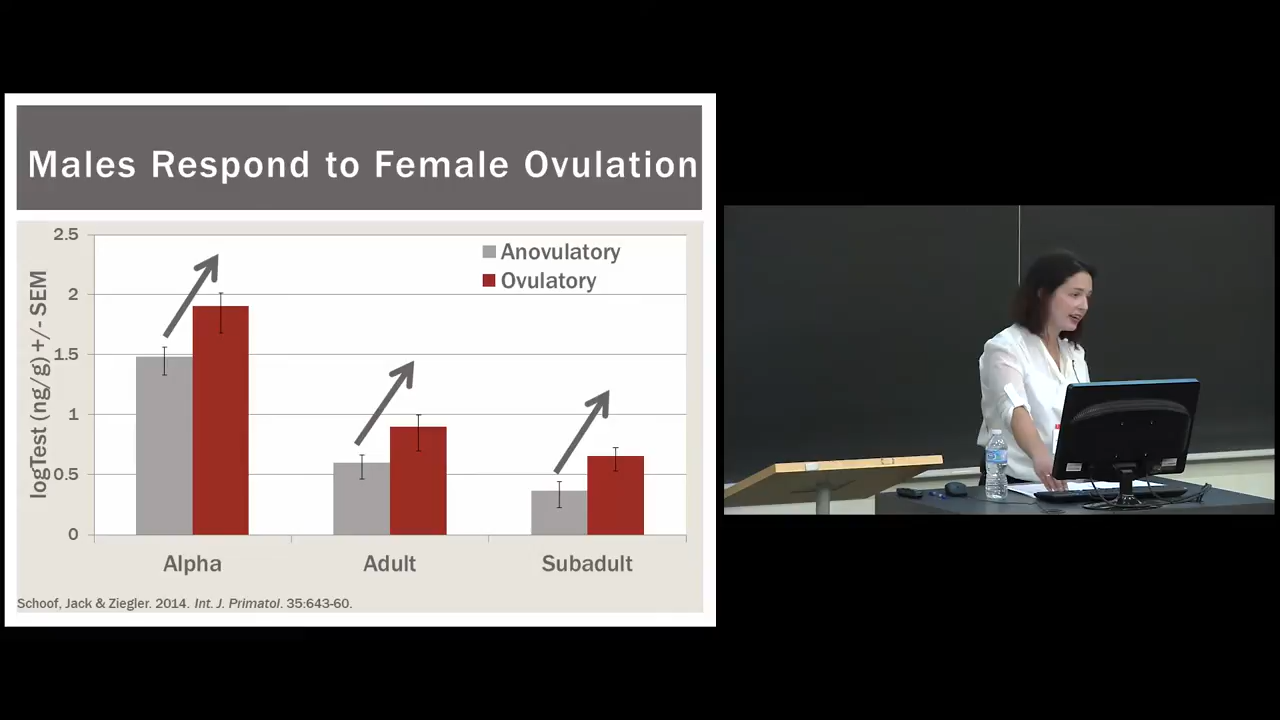 Males Respond to Female Ovulation
logTest (ng/g) +/- SEM
2.5
2
1.5
1
0.5
0
Anovulatory
Ovulatory
Alpha
Adult
Subadult
Schoof, Jack & Ziegler. 2014. Int. J. Primatol. 35:643-60.